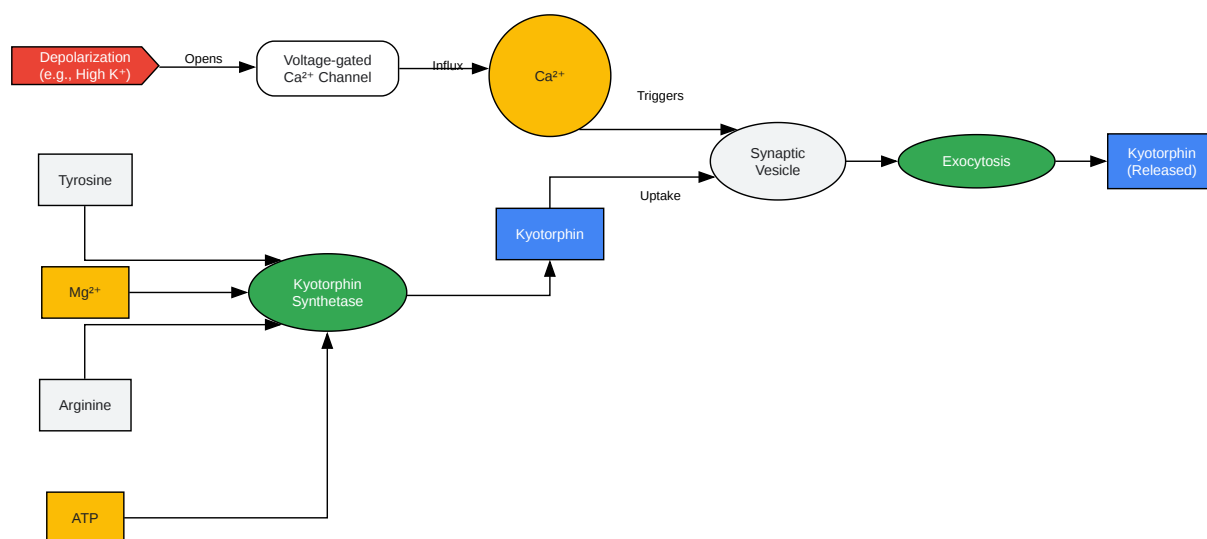 Depolarization
(e.g., High K⁺)
Opens
Voltage-gated
Ca²⁺ Channel
Influx
Ca²⁺
Triggers
Synaptic
Vesicle
Exocytosis
Kyotorphin
(Released)
Tyrosine
Uptake
Kyotorphin
Mg²⁺
Kyotorphin
Synthetase
Arginine
ATP